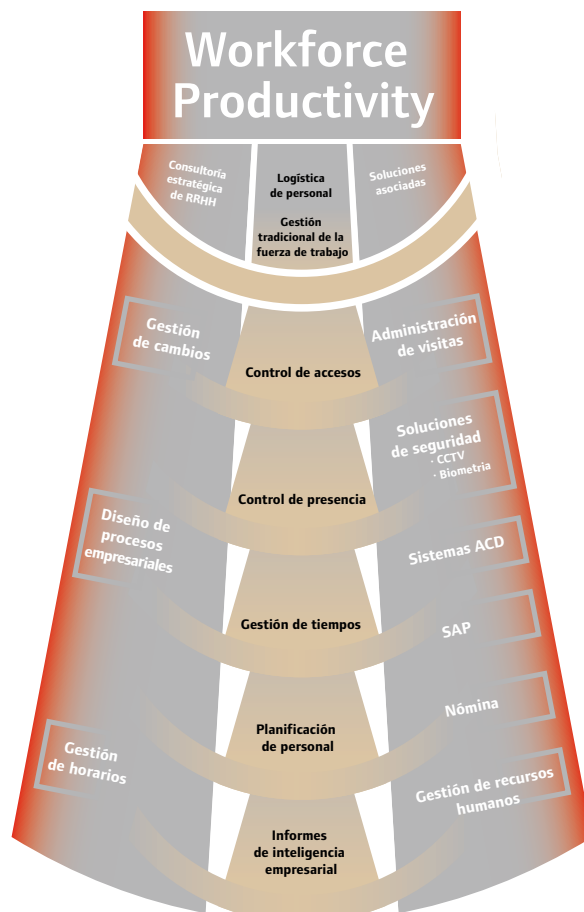 Workforce
Productivity
Consultoría
estratégica
de RRHH
Logística
de personal
Gestión
tradicional de la
fuerza de trabajo
Soluciones
asociadas
Gestión
de cambios
Control de accesos
Administración
de visitas
Soluciones
de seguridad
· CCTV
· Biometria
Control de presencia
Diseño de
procesos
empresariales
Sistemas ACD
Gestión de tiempos
SAP
Planificación
de personal
Nómina
Gestión
de horarios
Gestión de recursos
humanos
Informes
de inteligencia
empresarial